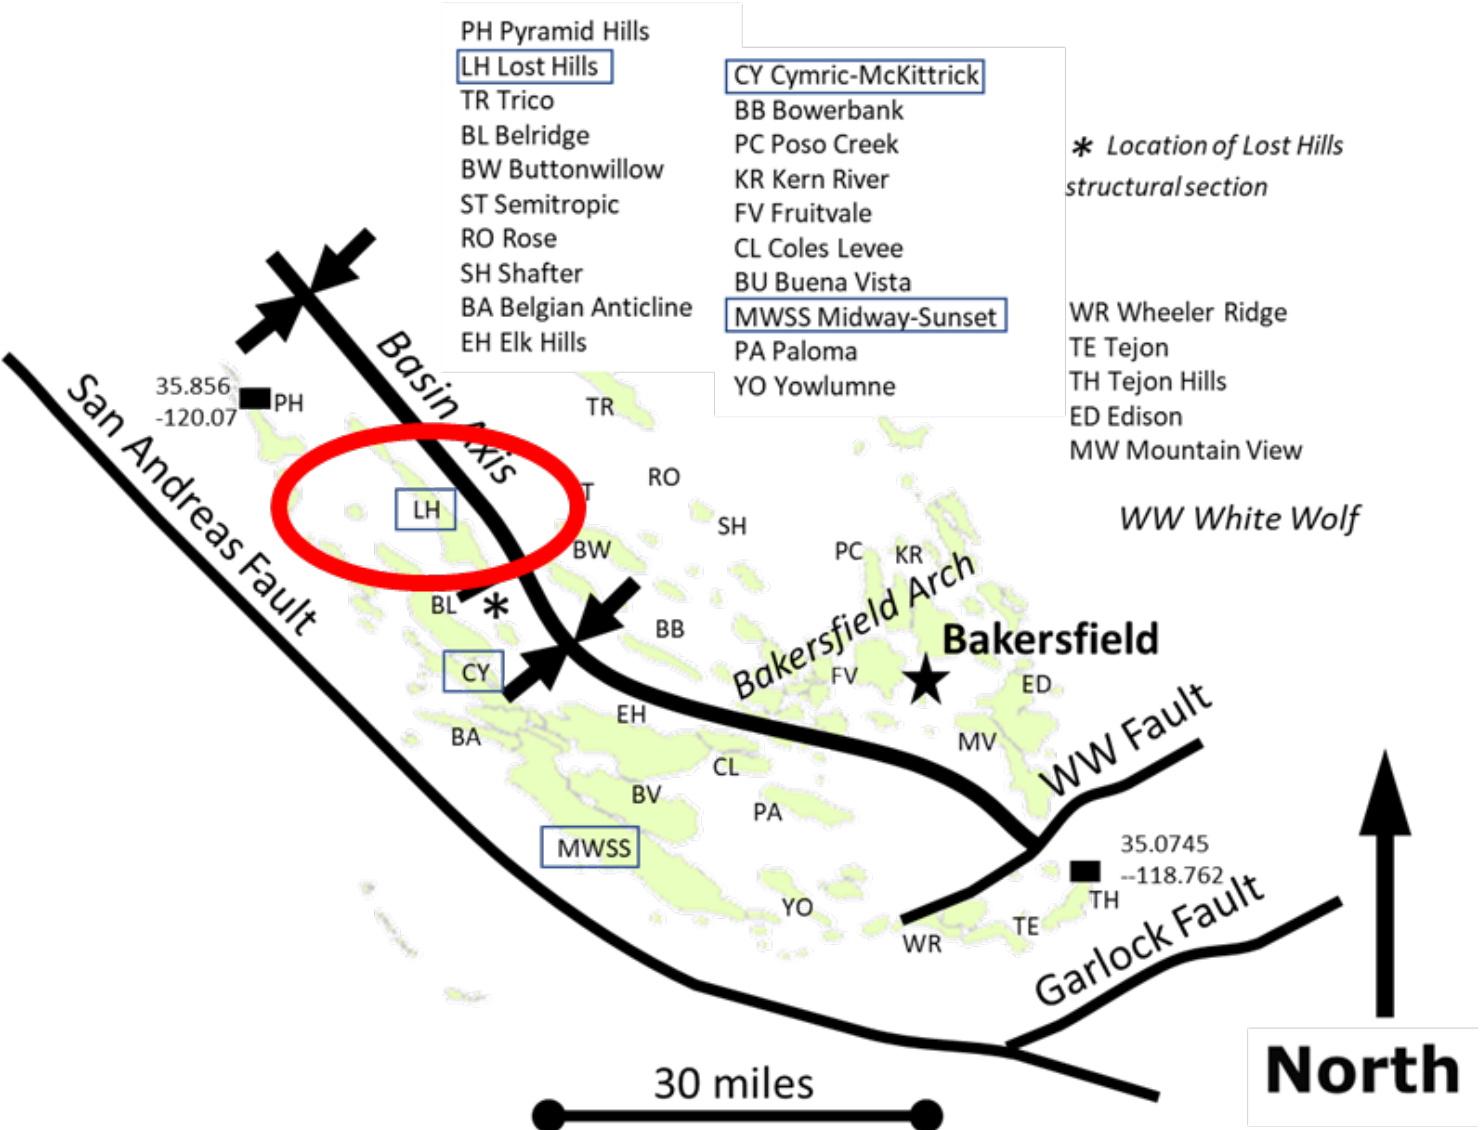 PH Pyramid Hills
LH Lost Hills
TR Trico
BL Belridge
BW Buttonwillow
ST Semitropic
RO Rose
SH Shafter
BA Belgian Anticline
EH Elk Hills
CY Cymric-McKittrick
BB Bowerbank
PC Poso Creek
KR Kern River
FV Fruitvale
CL Coles Levee
BU Buena Vista
MWSS Midway-Sunset
PA Paloma
YO Yowlumne
* Location of Lost Hills
structural section
WR Wheeler Ridge
TE Tejon
TH Tejon Hills
ED Edison
MW Mountain View
WW White Wolf
Basin Axis
San Andreas Fault
35.856
-120.07
PH
TR
LH
T
RO
SH
BW
PC
KR
BL
*
BB
Bakersfield Arch
Bakersfield
CY
FV
ED
EH
BA
MV
WW Fault
CL
BV
PA
MWSS
35.0745
--118.762
TH
YO
TE
WR
Garlock Fault
North
30 miles